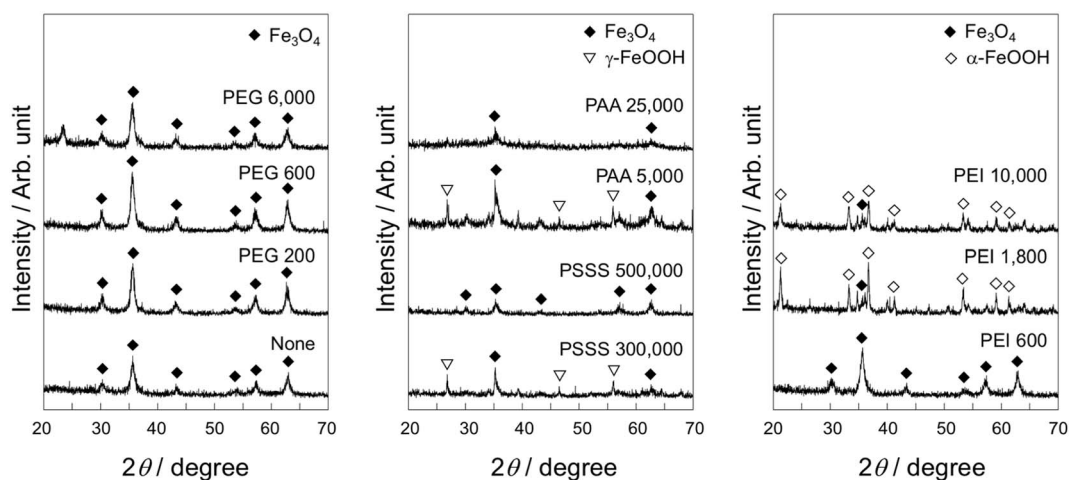 Intensity / Arb. unit
◆ Fe₃O₄
PEG 6,000
PEG 600
PEG 200
None
20 30 40 50 60 70
2θ / degree
Intensity / Arb. unit
◆ Fe₃O₄
▽ γ-FeOOH
PAA 25,000
PAA 5,000
PSSS 500,000
PSSS 300,000
20 30 40 50 60 70
2θ / degree
Intensity / Arb. unit
◆ Fe₃O₄
◇ α-FeOOH
PEI 10,000
PEI 1,800
PEI 600
20 30 40 50 60 70
2θ / degree